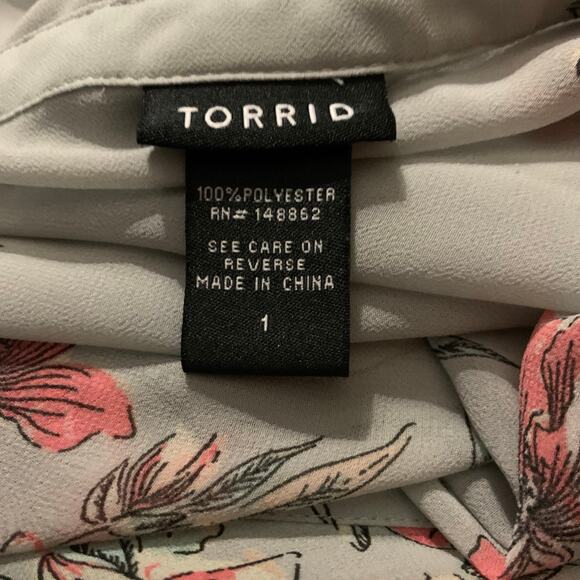 TORRID
100%POLYESTER
RN# 148862
SEE CARE ON
REVERSE
MADE IN CHINA
1